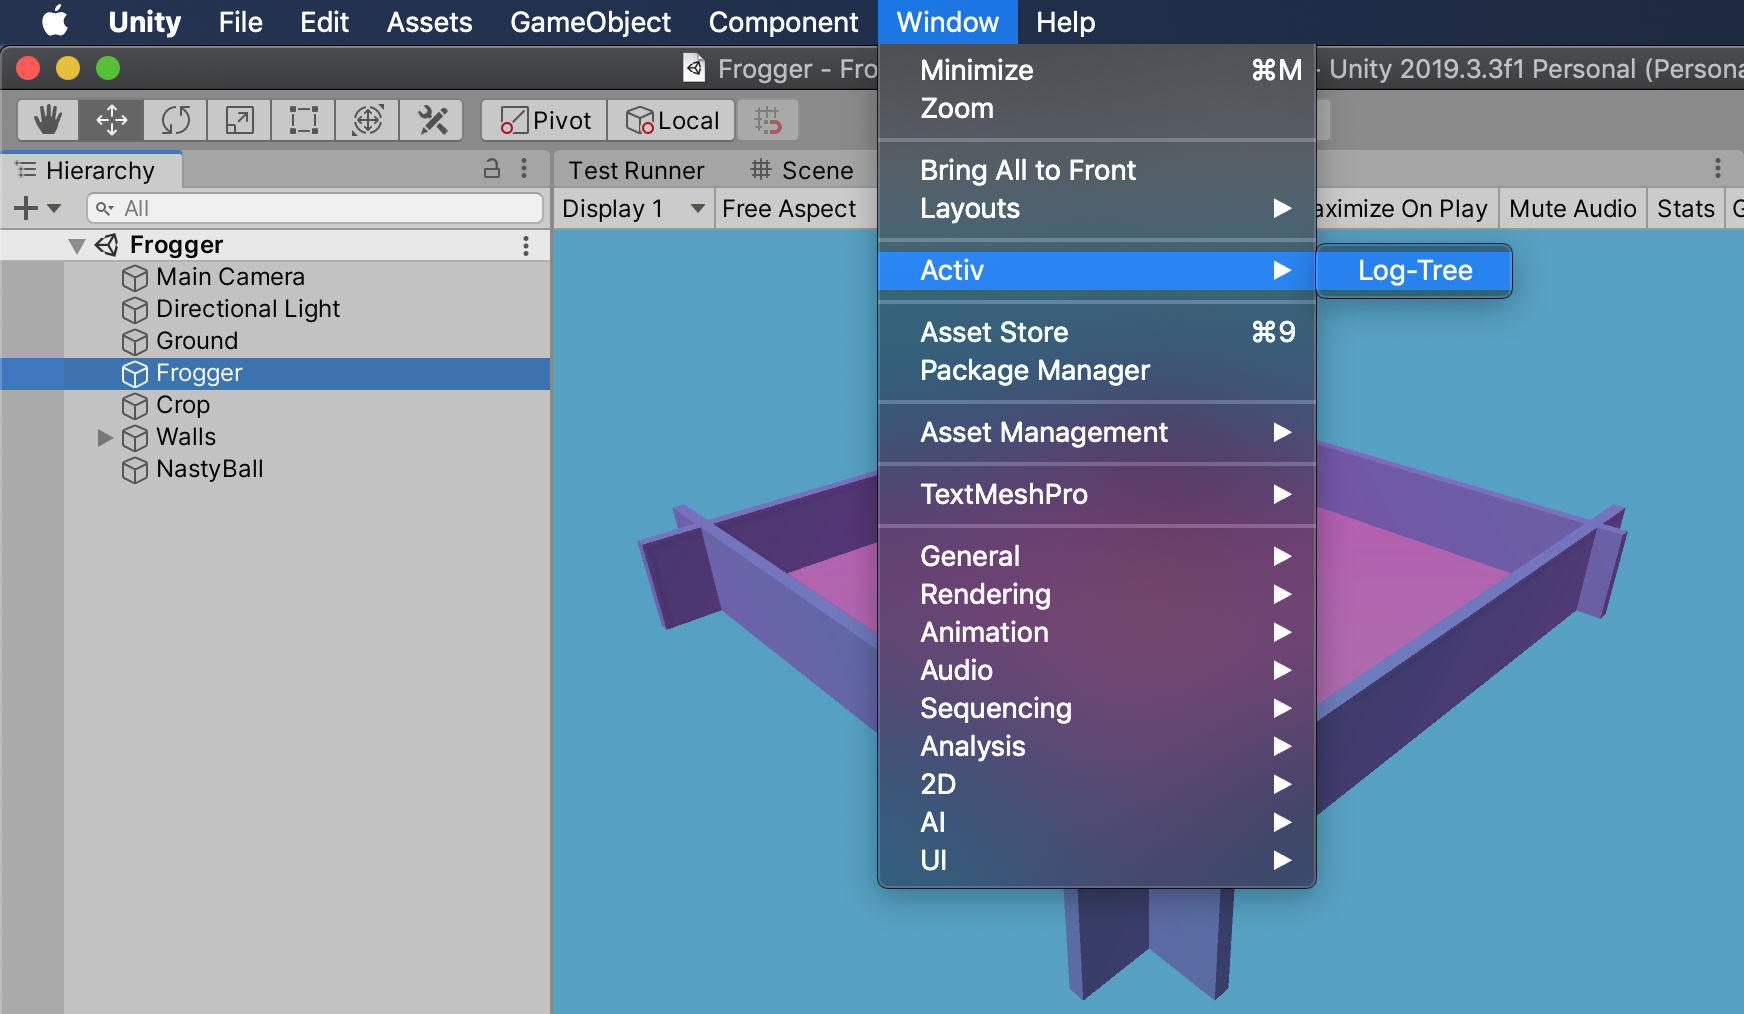 Unity File Edit Assets GameObject Component Window Help
Frogger - Fro - Unity 2019.3.3f1 Personal (Persona
Pivot Local
Hierarchy
All
Frogger
Main Camera
Directional Light
Ground
Frogger
Crop
Walls
NastyBall
Test Runner Scene
Display 1 Free Aspect aximize On Play Mute Audio Stats G
Minimize ⌘M
Zoom
Bring All to Front
Layouts
Activ
Log-Tree
Asset Store ⌘9
Package Manager
Asset Management
TextMeshPro
General
Rendering
Animation
Audio
Sequencing
Analysis
2D
AI
UI